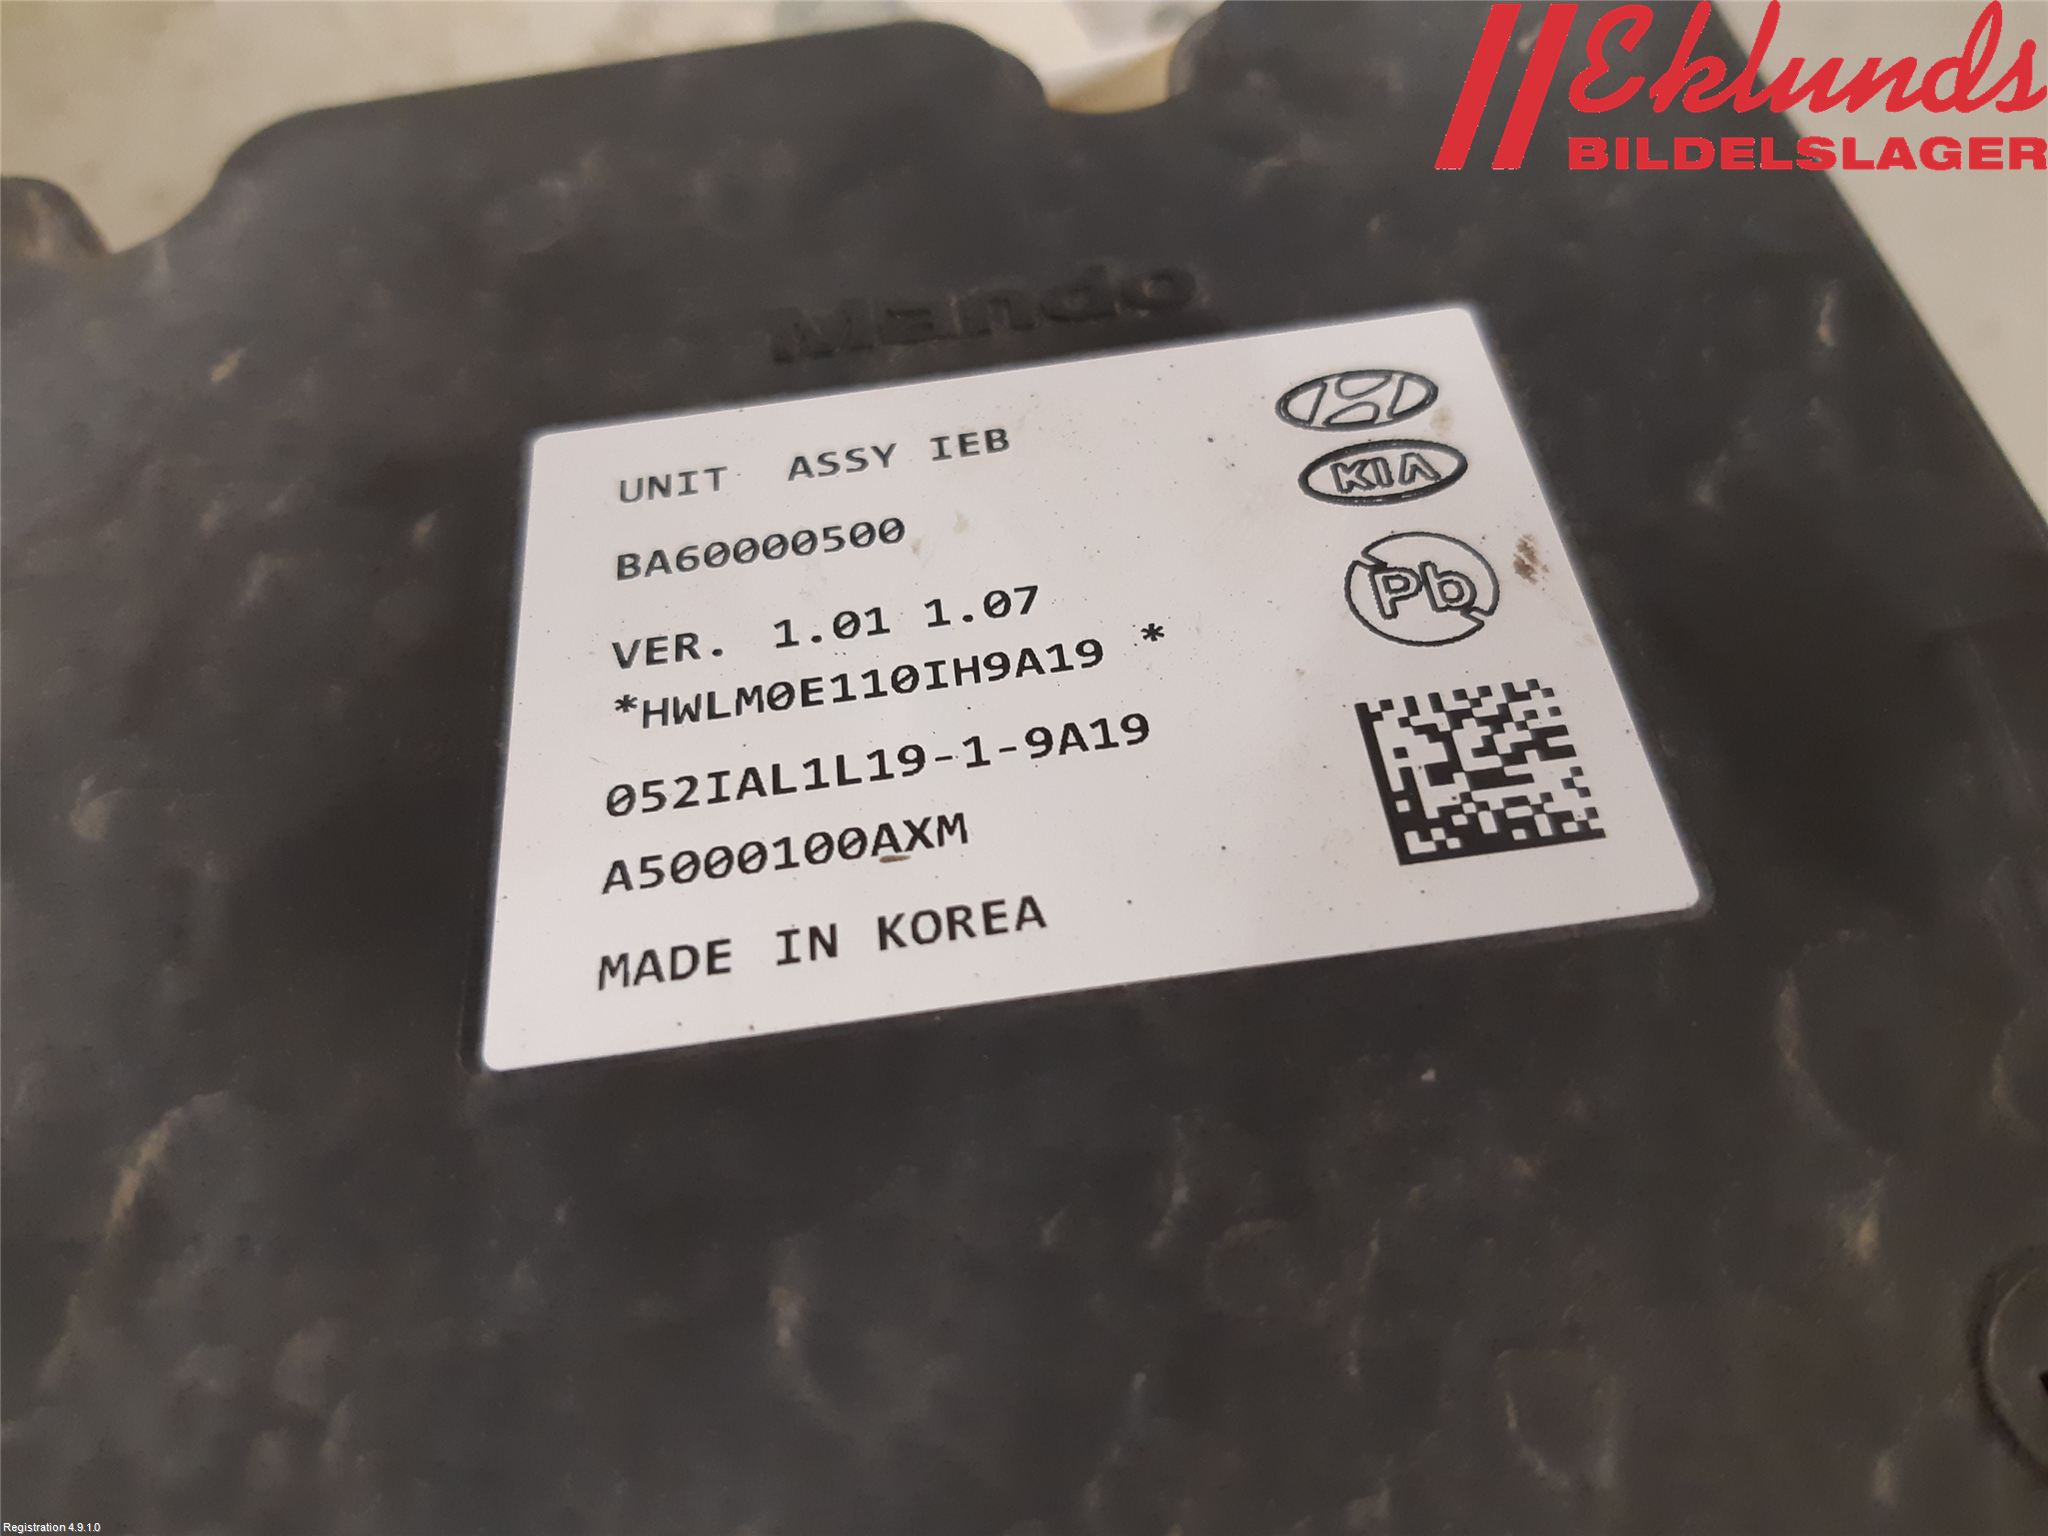 Eklunds
BILDELSLAGER
Mando
UNIT ASSY IEB
BA60000500
VER. 1.01 1.07
*HWLM0E110IH9A19 *
052IAL1L19-1-9A19
A5000100AXM
MADE IN KOREA
KIA
Pb
Registration 4.9.1.0